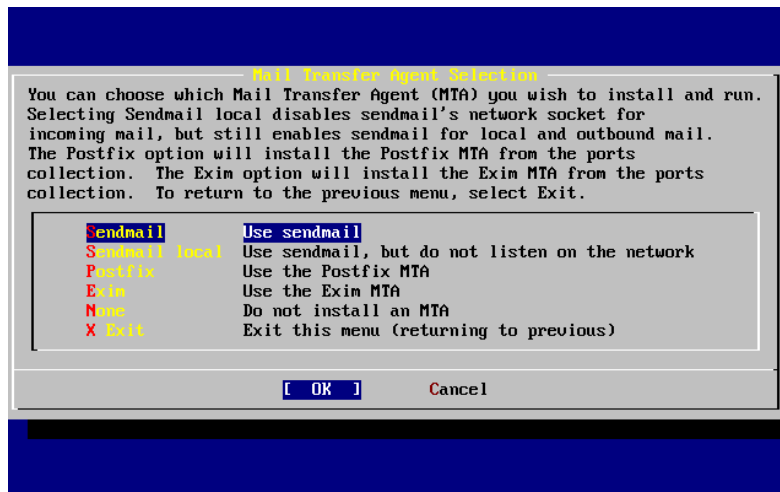 Mail Transfer Agent Selection
You can choose which Mail Transfer Agent (MTA) you wish to install and run.
Selecting Sendmail local disables sendmail's network socket for
incoming mail, but still enables sendmail for local and outbound mail.
The Postfix option will install the Postfix MTA from the ports
collection.  The Exim option will install the Exim MTA from the ports
collection.  To return to the previous menu, select Exit.
Sendmail Use sendmail
Sendmail local Use sendmail, but do not listen on the network
Postfix Use the Postfix MTA
Exim Use the Exim MTA
None Do not install an MTA
X Exit Exit this menu (returning to previous)
[ OK ] Cancel